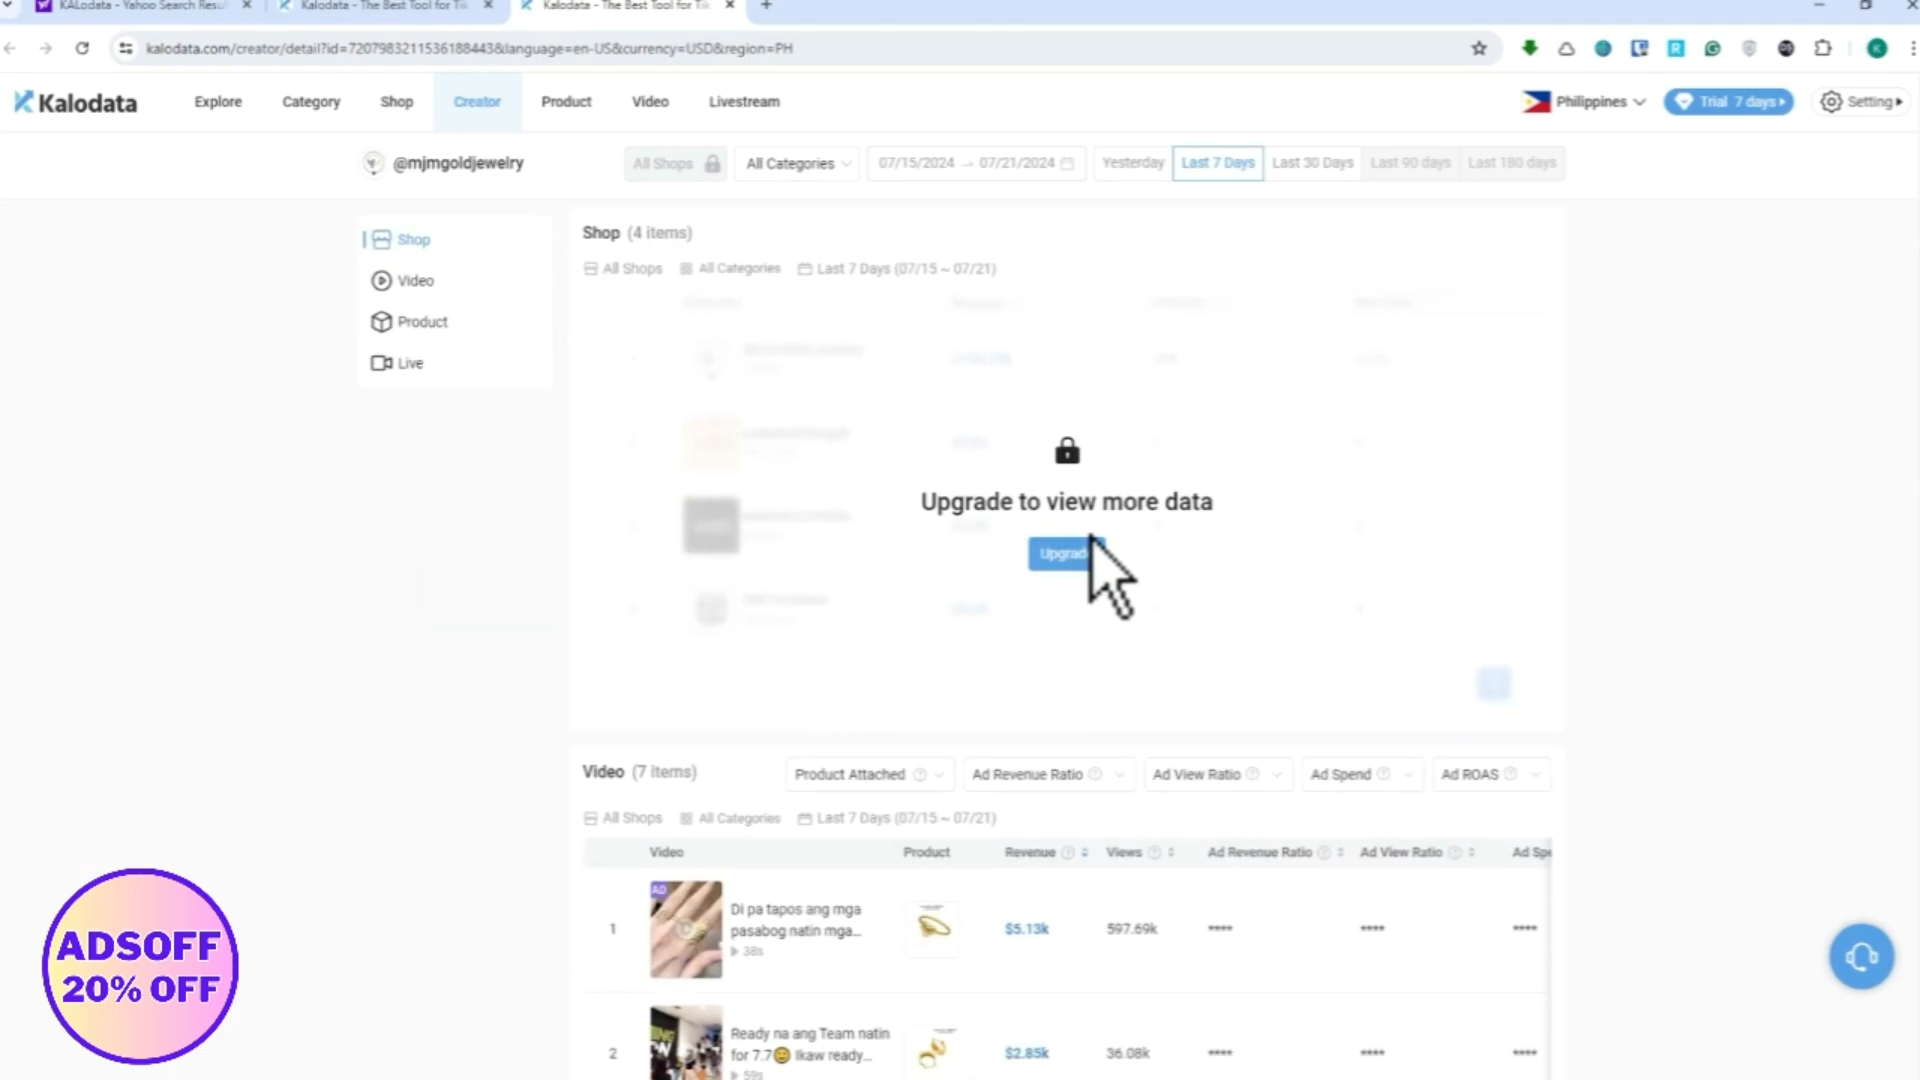 KALodata - Yahoo Search Resu
Kalodata - The Best Tool for Tik
Kalodata - The Best Tool for Tik
kalodata.com/creator/detail?id=7207983211536188443&language=en-US&currency=USD&region=PH
Kalodata
Explore
Category
Shop
Creator
Product
Video
Livestream
Philippines
Trial 7 days
Setting
@mjmgoldjewelry
All Shops
All Categories
07/15/2024 → 07/21/2024
Yesterday
Last 7 Days
Last 30 Days
Last 90 days
Last 180 days
Shop
Video
Product
Live
Shop (4 items)
All Shops
All Categories
Last 7 Days (07/15 ~ 07/21)
Upgrade to view more data
Upgrad
Video (7 items)
Product Attached
Ad Revenue Ratio
Ad View Ratio
Ad Spend
Ad ROAS
All Shops
All Categories
Last 7 Days (07/15 ~ 07/21)
Video
Product
Revenue
Views
Ad Revenue Ratio
Ad View Ratio
Ad Spe
1
AD
Di pa tapos ang mga
pasabog natin mga...
38s
$5.13k
597.69k
****
****
****
2
Ready na ang Team natin
for 7.7😊 Ikaw ready...
59s
$2.85k
36.08k
****
****
****
ADSOFF
20% OFF